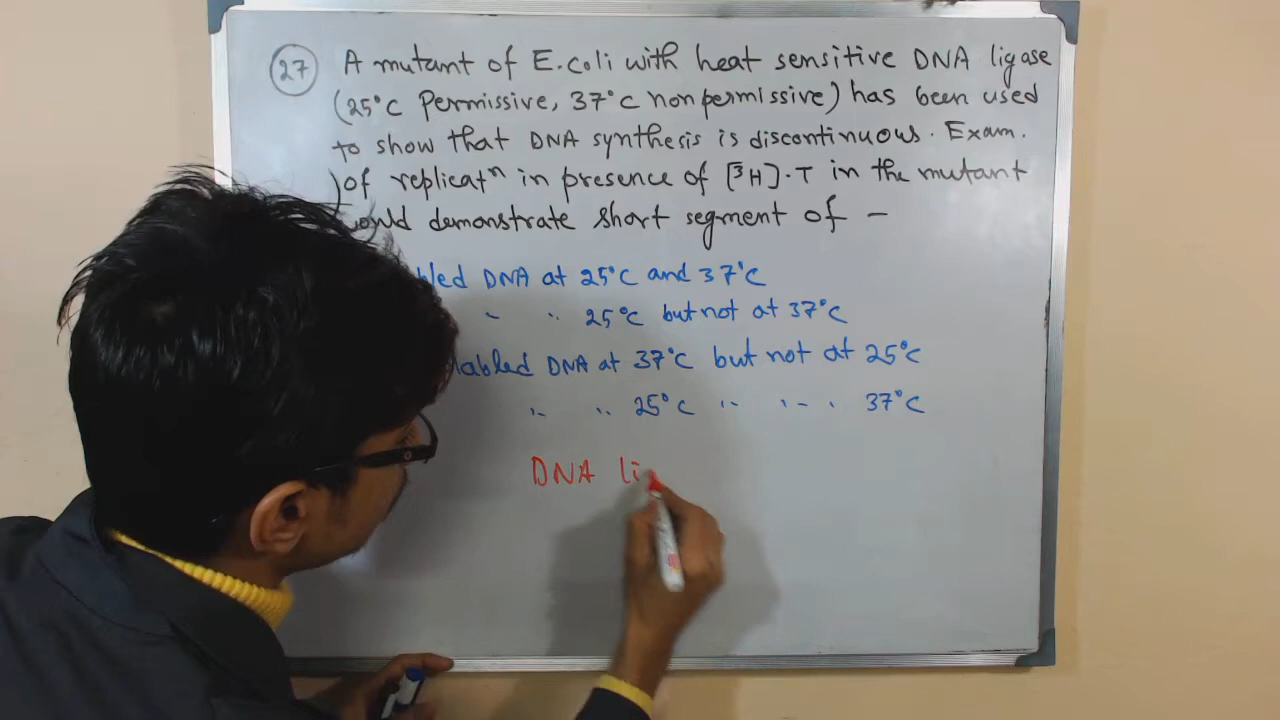 27 A mutant of E.coli with heat sensitive DNA ligase
(25°C Permissive, 37°C nonpermissive) has been used
to show that DNA synthesis is discontinuous. Exam.
of replicatⁿ in presence of [³H]-T in the mutant
would demonstrate short segment of -
DNA at 25°C and 37°C
25°C but not at 37°C
labled DNA at 37°C but not at 25°C
25°C 37°C
DNA li